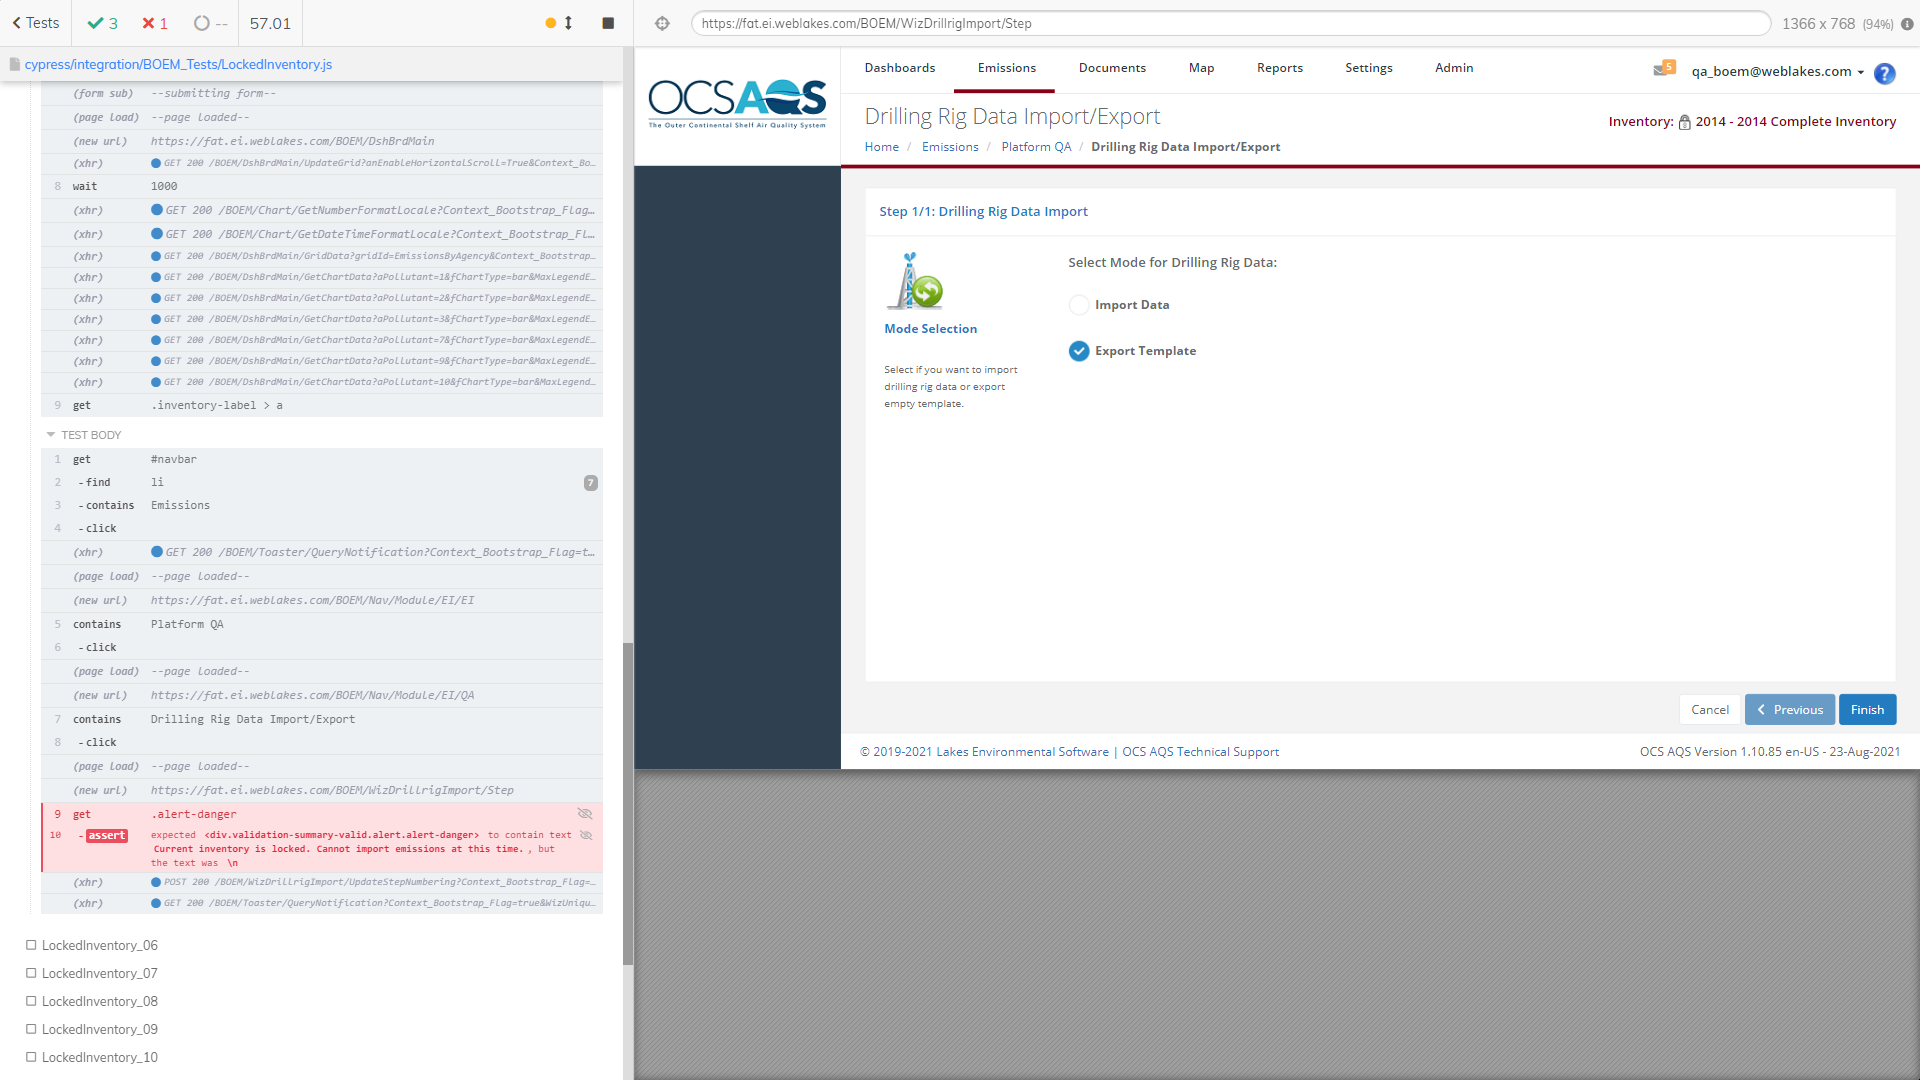 Tests
3
1
--
57.01
cypress/integration/BOEM_Tests/LockedInventory.js
(form sub) --submitting form--
(page load) --page loaded--
(new url) https://fat.ei.weblakes.com/BOEM/DshBrdMain
(xhr) GET 200 /BOEM/DshBrdMain/UpdateGrid?anEnableHorizontalScroll=True&Context_Bo...
8 wait 1000
(xhr) GET 200 /BOEM/Chart/GetNumberFormatLocale?Context_Bootstrap_Flag...
(xhr) GET 200 /BOEM/Chart/GetDateTimeFormatLocale?Context_Bootstrap_Fl...
(xhr) GET 200 /BOEM/DshBrdMain/GridData?gridId=EmissionsByAgency&Context_Bootstrap...
(xhr) GET 200 /BOEM/DshBrdMain/GetChartData?aPollutant=1&fChartType=bar&MaxLegendE...
(xhr) GET 200 /BOEM/DshBrdMain/GetChartData?aPollutant=2&fChartType=bar&MaxLegendE...
(xhr) GET 200 /BOEM/DshBrdMain/GetChartData?aPollutant=3&fChartType=bar&MaxLegendE...
(xhr) GET 200 /BOEM/DshBrdMain/GetChartData?aPollutant=7&fChartType=bar&MaxLegendE...
(xhr) GET 200 /BOEM/DshBrdMain/GetChartData?aPollutant=9&fChartType=bar&MaxLegendE...
(xhr) GET 200 /BOEM/DshBrdMain/GetChartData?aPollutant=10&fChartType=bar&MaxLegend...
9 get .inventory-label > a
TEST BODY
1 get #navbar
2 -find li 7
3 -contains Emissions
4 -click
(xhr) GET 200 /BOEM/Toaster/QueryNotification?Context_Bootstrap_Flag=t...
(page load) --page loaded--
(new url) https://fat.ei.weblakes.com/BOEM/Nav/Module/EI/EI
5 contains Platform QA
6 -click
(page load) --page loaded--
(new url) https://fat.ei.weblakes.com/BOEM/Nav/Module/EI/QA
7 contains Drilling Rig Data Import/Export
8 -click
(page load) --page loaded--
(new url) https://fat.ei.weblakes.com/BOEM/WizDrillrigImport/Step
9 get .alert-danger
10 -assert expected <div.validation-summary-valid.alert.alert-danger> to contain text
Current inventory is locked. Cannot import emissions at this time. , but
the text was \n
(xhr) POST 200 /BOEM/WizDrillrigImport/UpdateStepNumbering?Context_Bootstrap_Flag=...
(xhr) GET 200 /BOEM/Toaster/QueryNotification?Context_Bootstrap_Flag=true&WizUniqu...
LockedInventory_06
LockedInventory_07
LockedInventory_08
LockedInventory_09
LockedInventory_10
https://fat.ei.weblakes.com/BOEM/WizDrillrigImport/Step
1366 x 768 (94%)
OCSAQS
The Outer Continental Shelf Air Quality System
Dashboards Emissions Documents Map Reports Settings Admin
5
qa_boem@weblakes.com
?
Drilling Rig Data Import/Export
Inventory: 2014 - 2014 Complete Inventory
Home / Emissions / Platform QA / Drilling Rig Data Import/Export
Step 1/1: Drilling Rig Data Import
Mode Selection
Select if you want to import
drilling rig data or export
empty template.
Select Mode for Drilling Rig Data:
Import Data
Export Template
Cancel
Previous
Finish
© 2019-2021 Lakes Environmental Software | OCS AQS Technical Support
OCS AQS Version 1.10.85 en-US - 23-Aug-2021